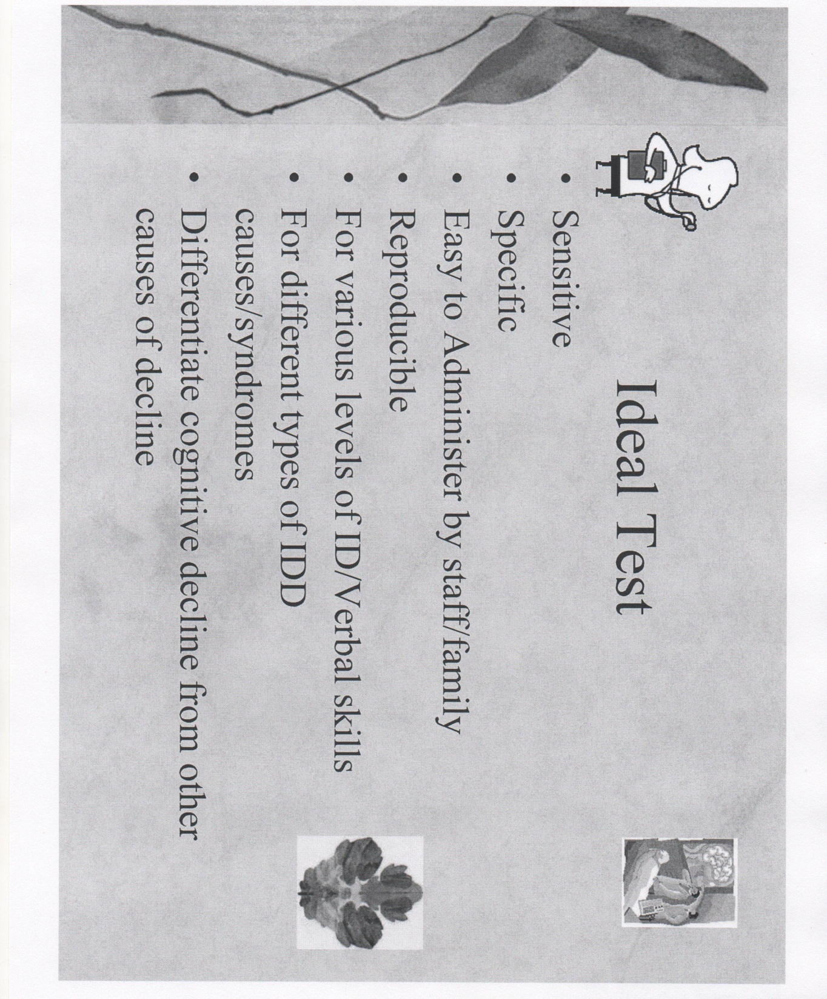 Ideal Test
• Sensitive
• Specific
• Easy to Administer by staff/family
• Reproducible
• For various levels of ID/Verbal skills
• For different types of IDD
causes/syndromes
• Differentiate cognitive decline from other
causes of decline